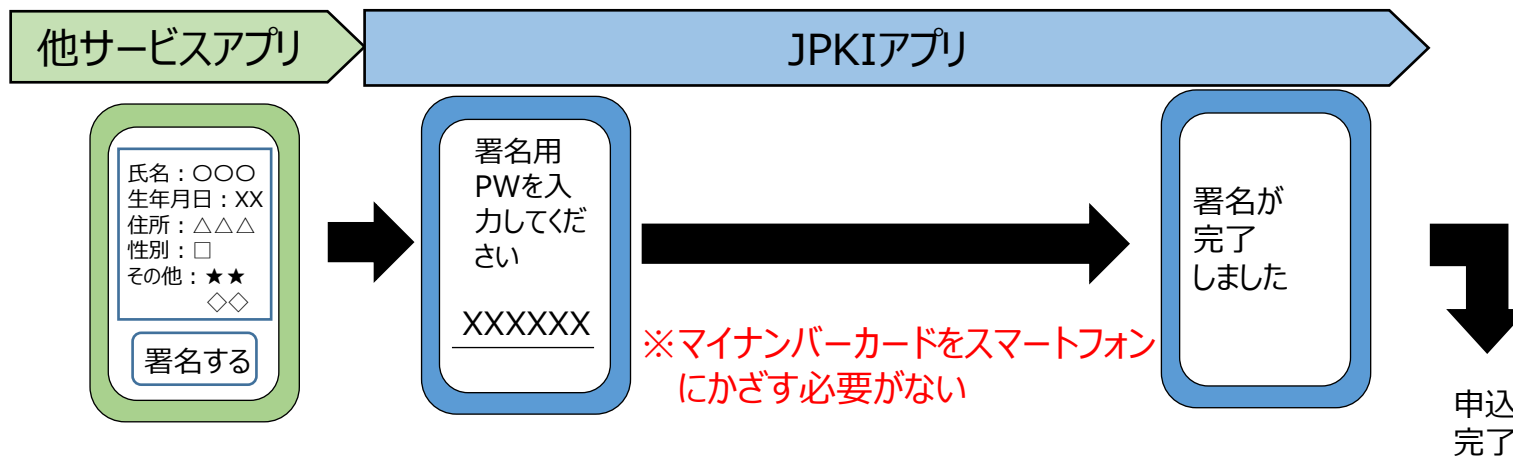 他サービスアプリ
JPKIアプリ
氏名：〇〇〇
生年月日：XX
住所：△△△
性別：□
その他：★★
◇◇
署名する
署名用
PWを入
力してくだ
さい
XXXXXX
※マイナンバーカードをスマートフォン
にかざす必要がない
署名が
完了
しました
申込
完了